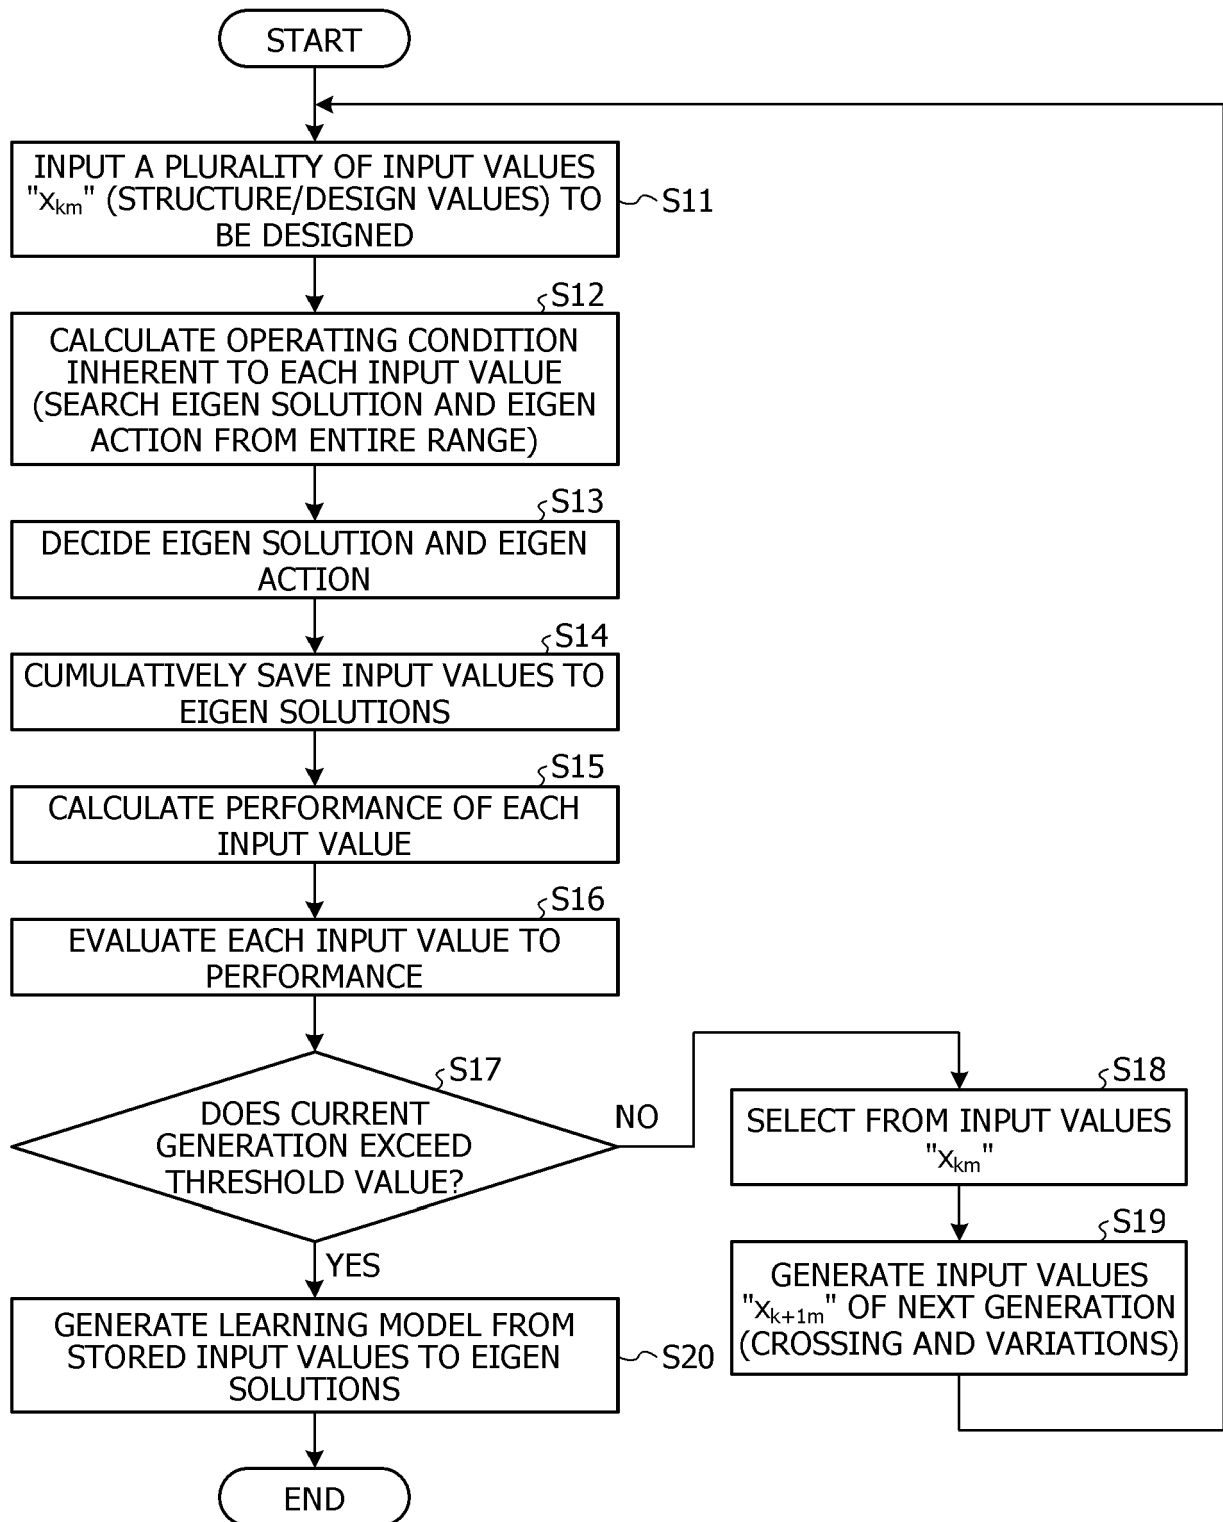 START
INPUT A PLURALITY OF INPUT VALUES
"xkm" (STRUCTURE/DESIGN VALUES) TO
BE DESIGNED
S11
S12
CALCULATE OPERATING CONDITION
INHERENT TO EACH INPUT VALUE
(SEARCH EIGEN SOLUTION AND EIGEN
ACTION FROM ENTIRE RANGE)
S13
DECIDE EIGEN SOLUTION AND EIGEN
ACTION
S14
CUMULATIVELY SAVE INPUT VALUES TO
EIGEN SOLUTIONS
S15
CALCULATE PERFORMANCE OF EACH
INPUT VALUE
S16
EVALUATE EACH INPUT VALUE TO
PERFORMANCE
S17
DOES CURRENT
GENERATION EXCEED
THRESHOLD VALUE?
NO
S18
SELECT FROM INPUT VALUES
"xkm"
S19
GENERATE INPUT VALUES
"xk+1m" OF NEXT GENERATION
(CROSSING AND VARIATIONS)
YES
GENERATE LEARNING MODEL FROM
STORED INPUT VALUES TO EIGEN
SOLUTIONS
S20
END